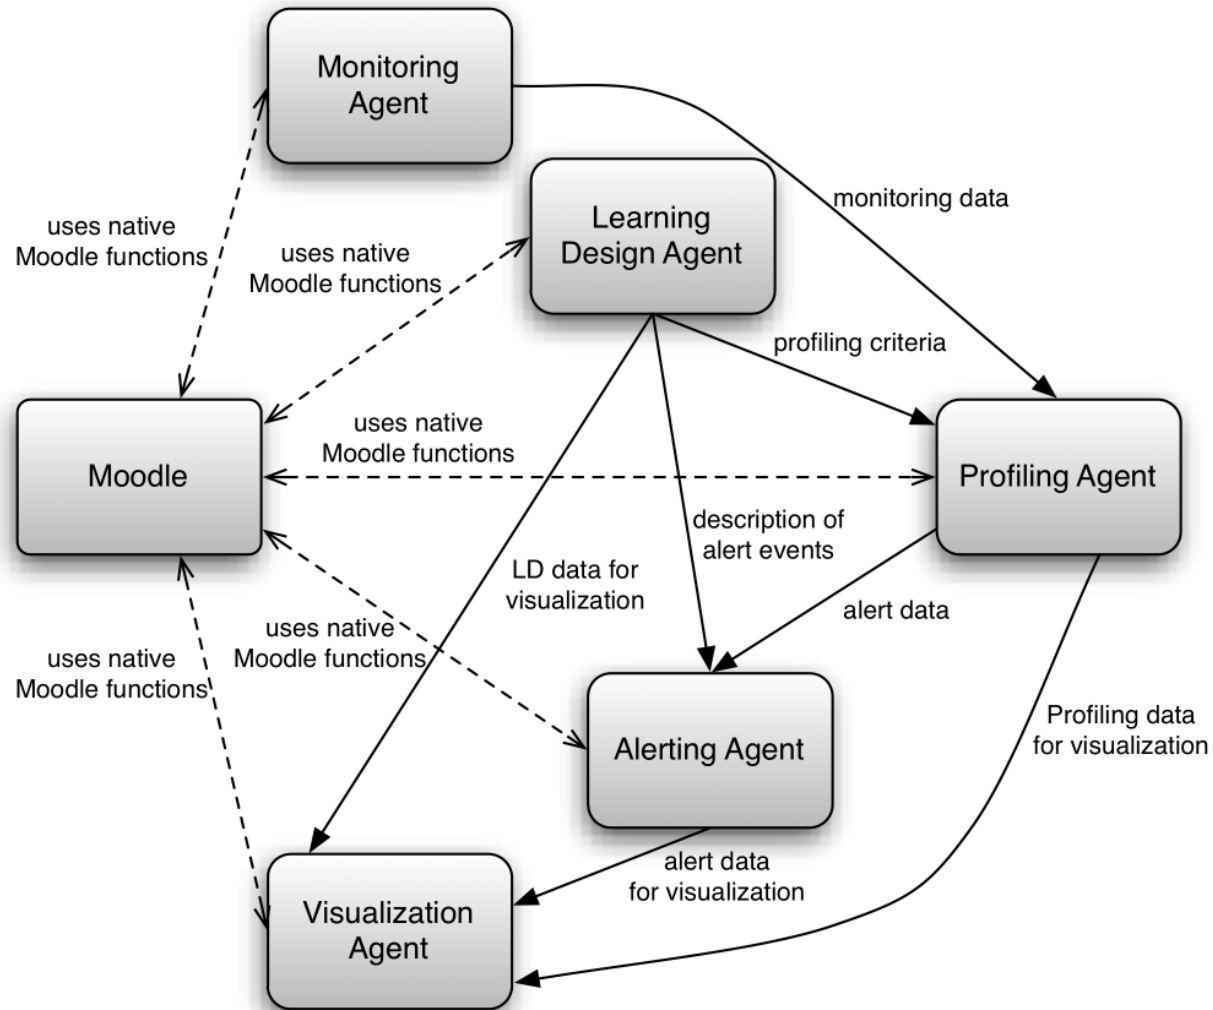 Monitoring
Agent
monitoring data
Learning
Design Agent
uses native
Moodle functions
uses native
Moodle functions
profiling criteria
uses native
Moodle functions
Moodle
Profiling Agent
description of
alert events
LD data for
visualization
alert data
uses native
Moodle functions
uses native
Moodle functions
Profiling data
for visualization
Alerting Agent
alert data
for visualization
Visualization
Agent